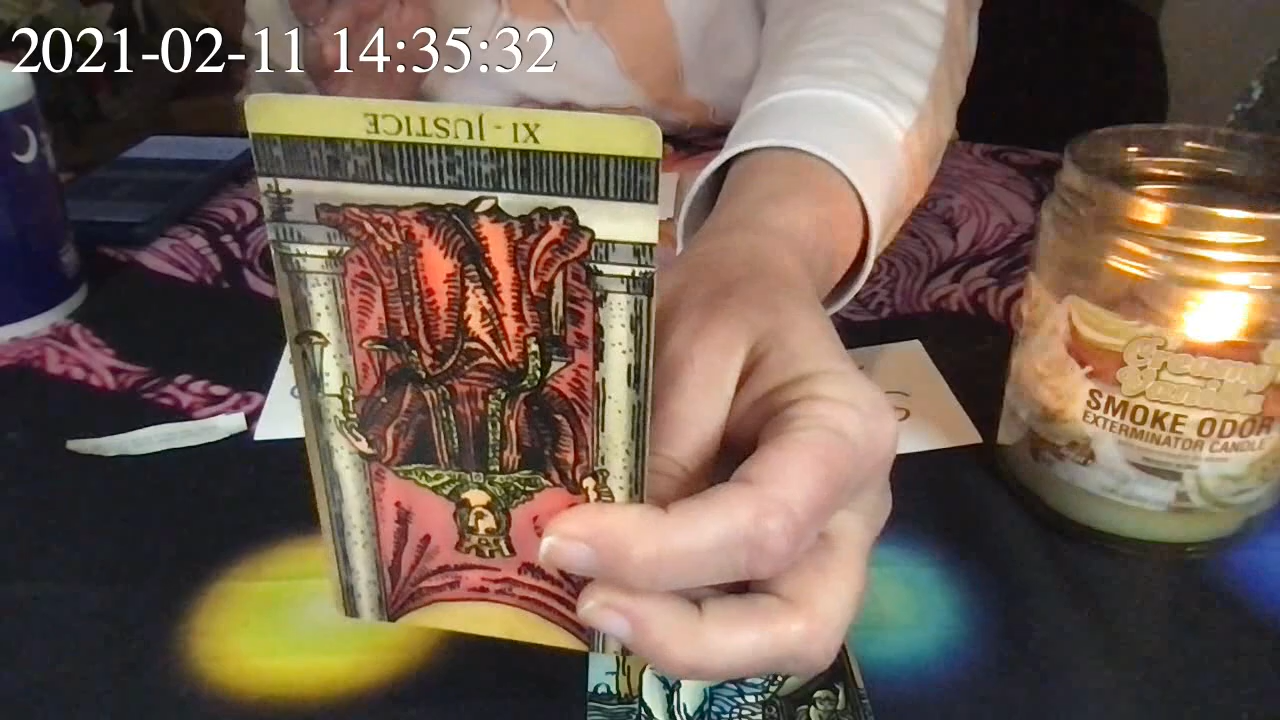 2021-02-11 14:35:32
XI-JUSTICE
Creamy
Vanilla
SMOKE ODOR
EXTERMINATOR CANDLE
S